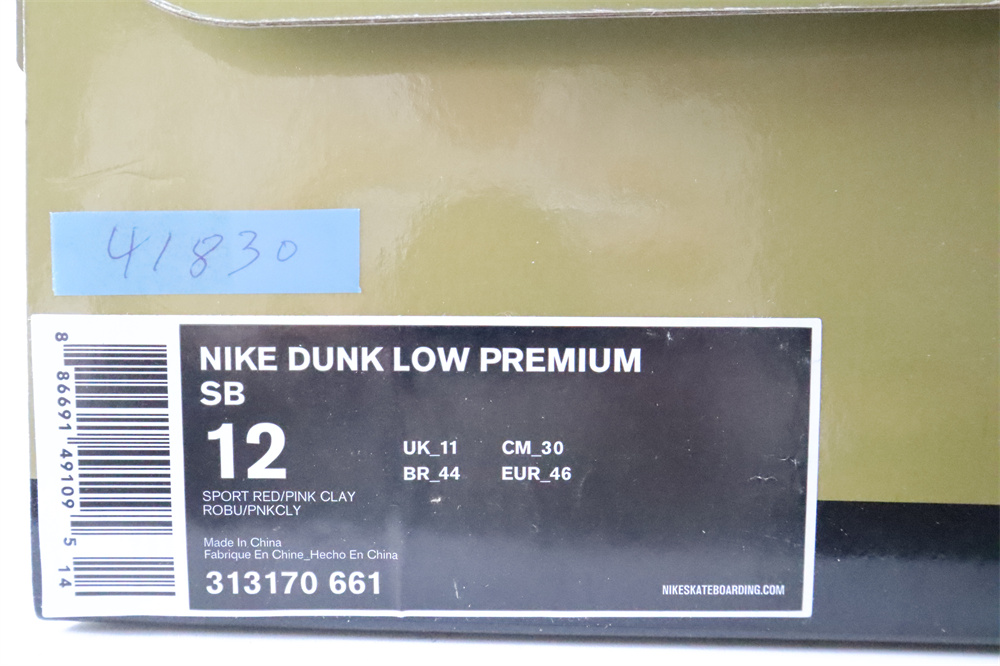 41830
8 86691 49109 5 14
NIKE DUNK LOW PREMIUM
SB
12
UK_11 CM_30
BR_44 EUR_46
SPORT RED/PINK CLAY
ROBU/PNKCLY
Made In China
Fabrique En Chine_Hecho En China
313170 661
NIKESKATEBOARDING.COM